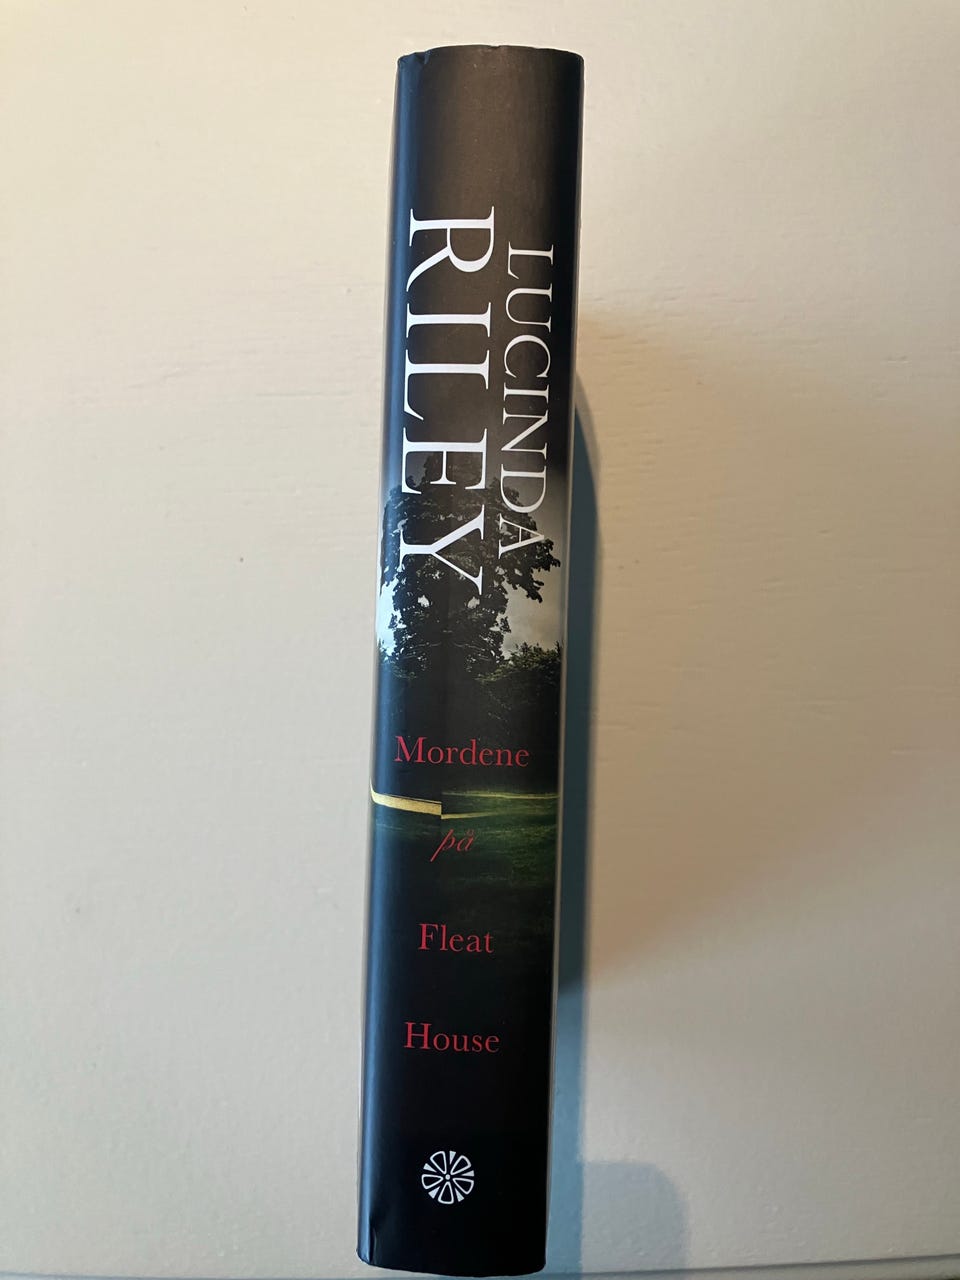 LUCINDA
RILEY
Mordene
på
Fleat
House